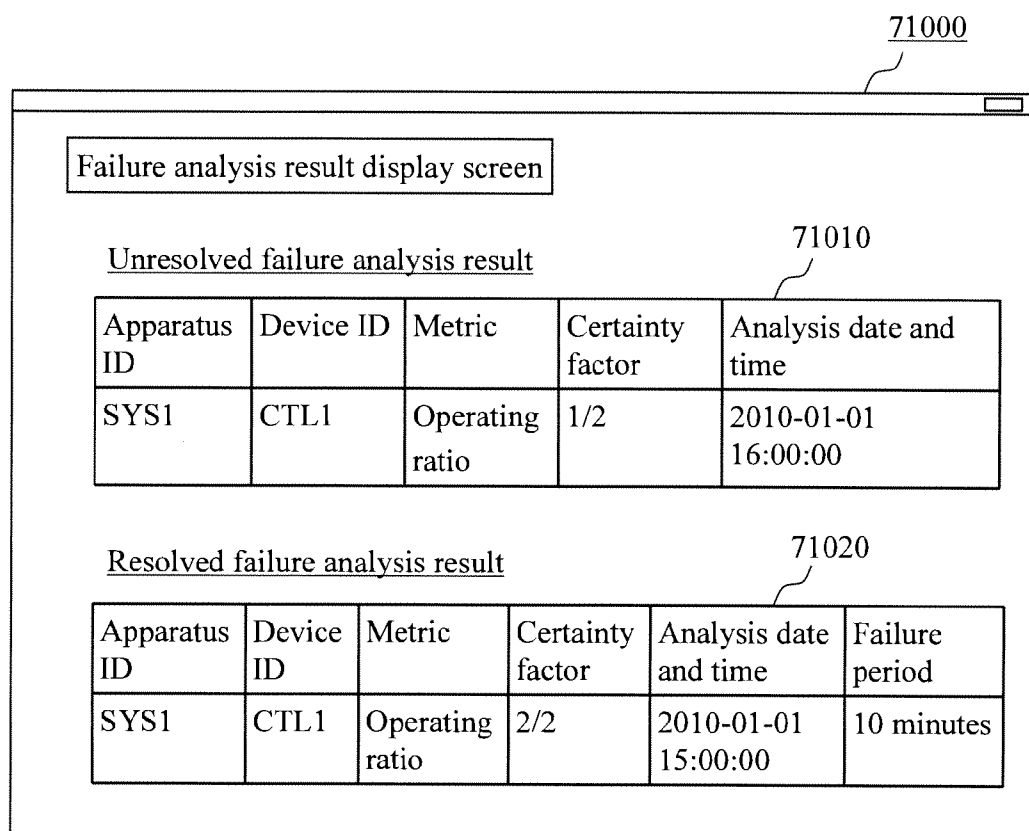 71000
Failure analysis result display screen
71010
Unresolved failure analysis result
Apparatus ID Device ID Metric Certainty factor Analysis date and time
SYS1 CTL1 Operating ratio 1/2 2010-01-01 16:00:00
71020
Resolved failure analysis result
Apparatus ID Device ID Metric Certainty factor Analysis date and time Failure period
SYS1 CTL1 Operating ratio 2/2 2010-01-01 15:00:00 10 minutes